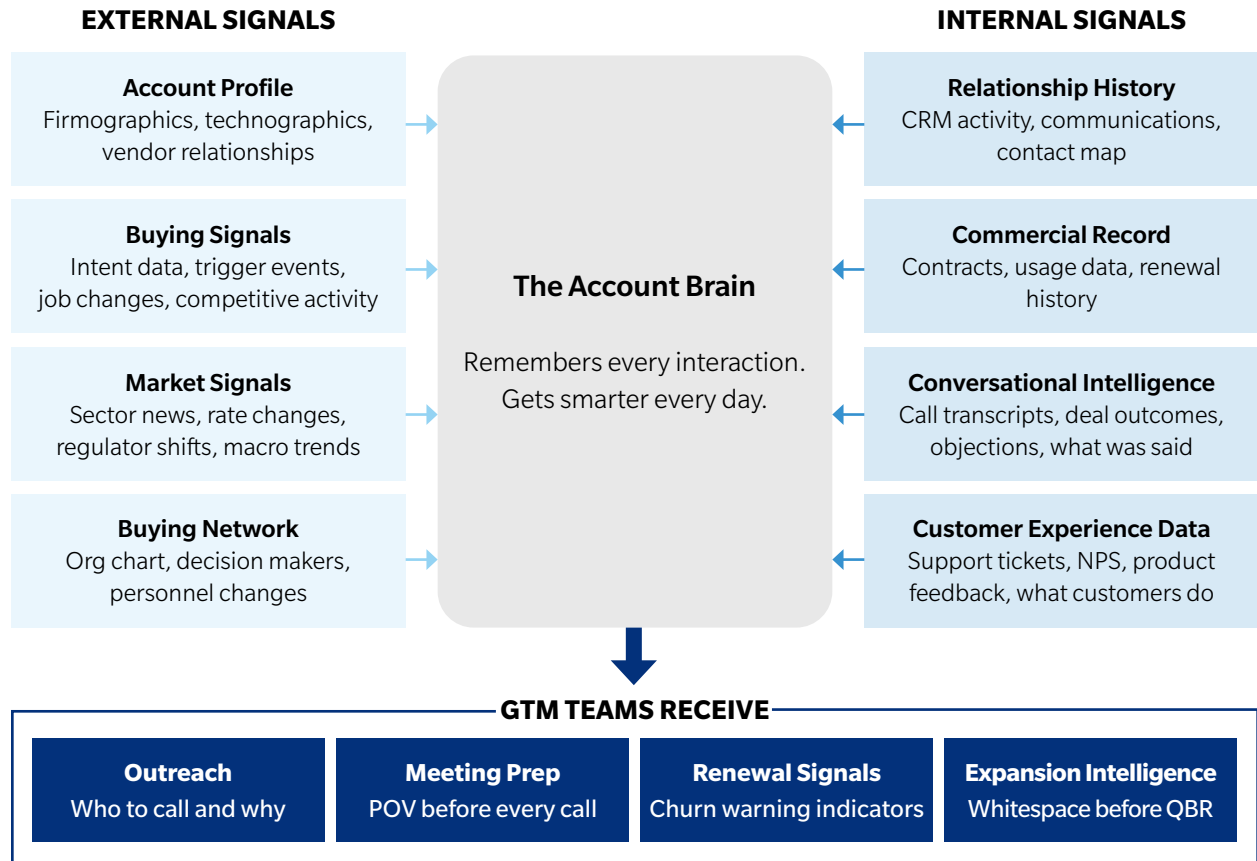 EXTERNAL SIGNALS
Account Profile
Firmographics, technographics,
vendor relationships
Buying Signals
Intent data, trigger events,
job changes, competitive activity
Market Signals
Sector news, rate changes,
regulator shifts, macro trends
Buying Network
Org chart, decision makers,
personnel changes
The Account Brain
Remembers every interaction.
Gets smarter every day.
INTERNAL SIGNALS
Relationship History
CRM activity, communications,
contact map
Commercial Record
Contracts, usage data, renewal
history
Conversational Intelligence
Call transcripts, deal outcomes,
objections, what was said
Customer Experience Data
Support tickets, NPS, product
feedback, what customers do
GTM TEAMS RECEIVE
Outreach
Who to call and why
Meeting Prep
POV before every call
Renewal Signals
Churn warning indicators
Expansion Intelligence
Whitespace before QBR